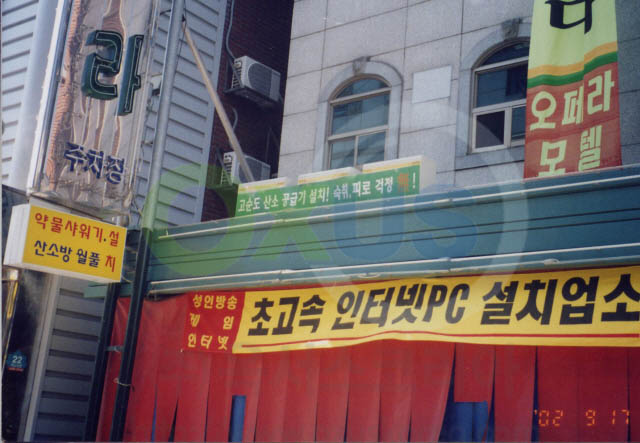 라
주차장
오페라
모텔
고순도 산소 공급기 설치! 숙취, 피로 걱정 뚝!
약물샤워기.설
산소방 월풀 치
성인방송
게임
인터넷
초고속 인터넷PC 설치업소
22
OXUS
'02 9 17